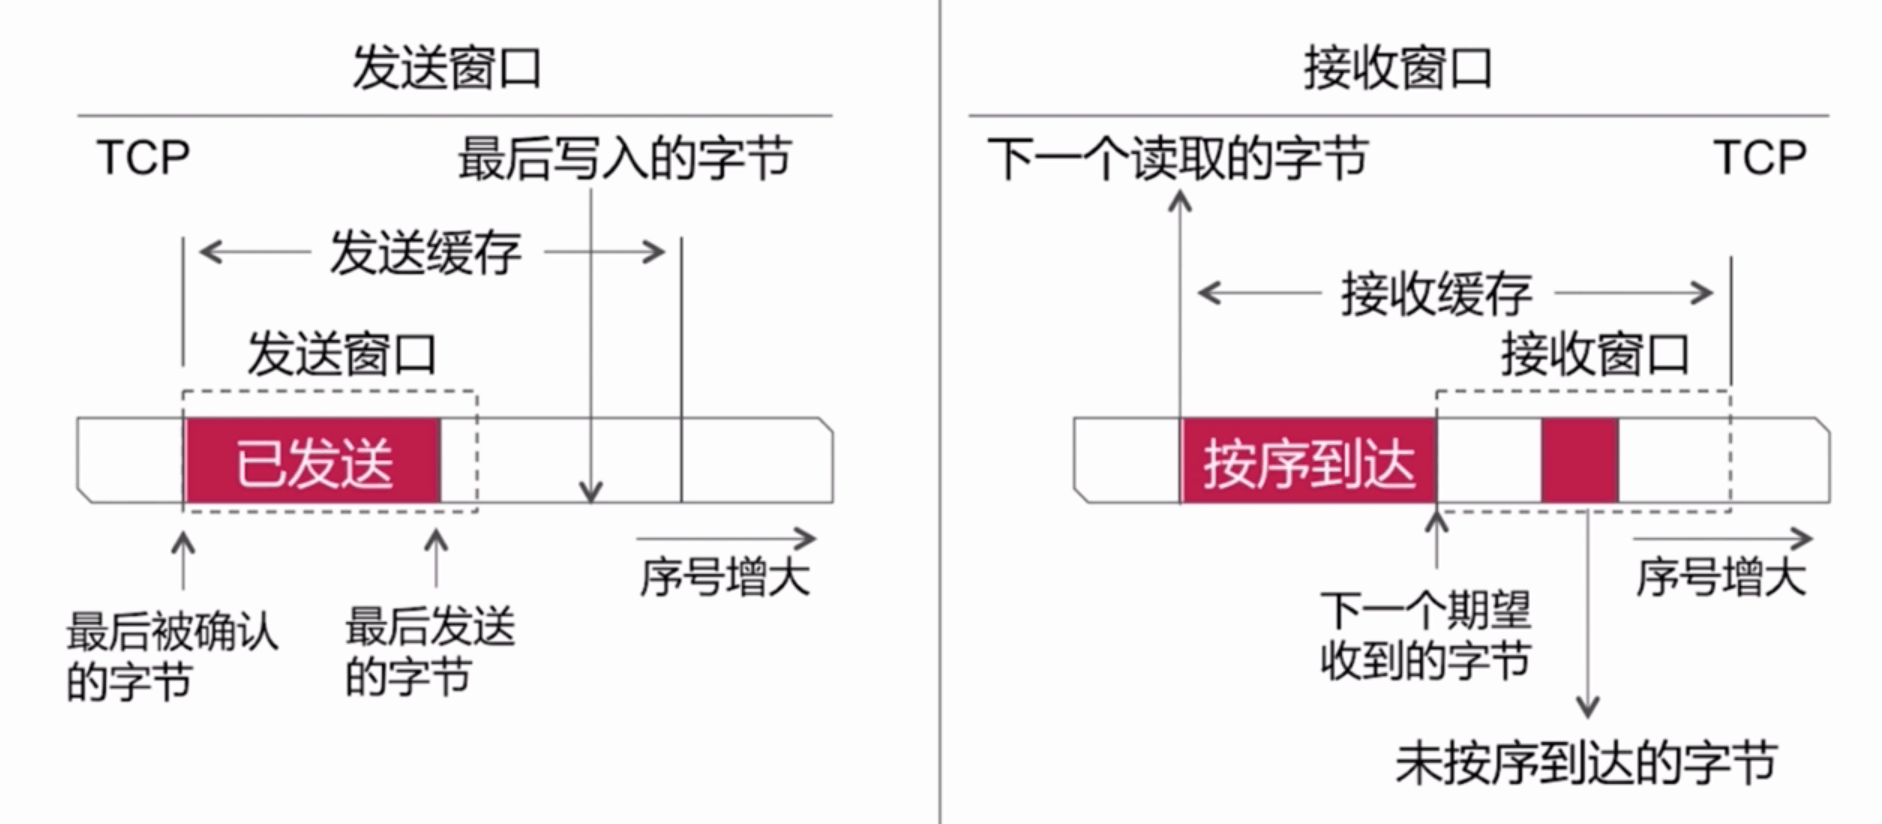 发送窗口
TCP
最后写入的字节
发送缓存
发送窗口
已发送
序号增大
最后被确认
的字节
最后发送
的字节
接收窗口
下一个读取的字节
TCP
接收缓存
接收窗口
按序到达
序号增大
下一个期望
收到的字节
未按序到达的字节